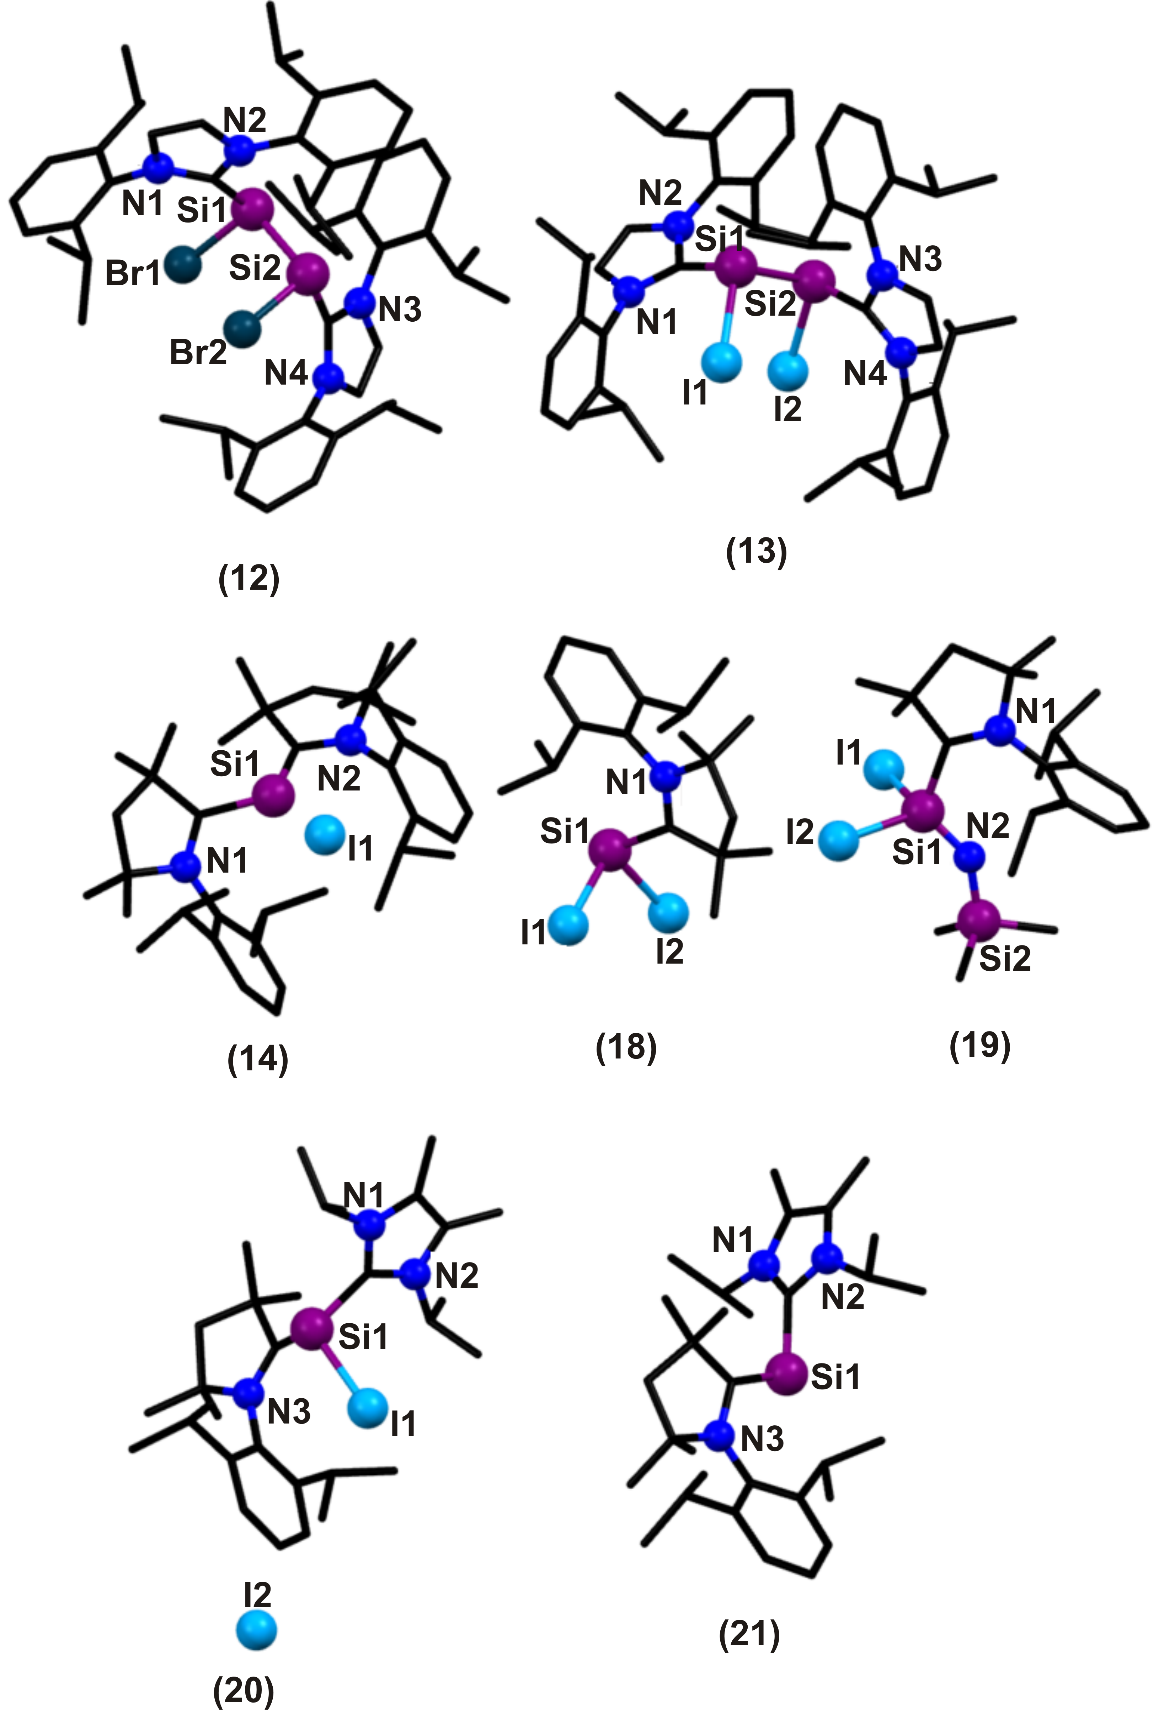 N2
N1
Si1
Br1
Si2
N3
Br2
N4
(12)
N2
Si1
N3
N1
Si2
N4
I1
I2
(13)
Si1
N2
I1
N1
(14)
N1
Si1
I1
I2
(18)
N1
I1
I2
Si1
N2
Si2
(19)
N1
N2
Si1
N3
I1
I2
(20)
N1
N2
Si1
N3
(21)